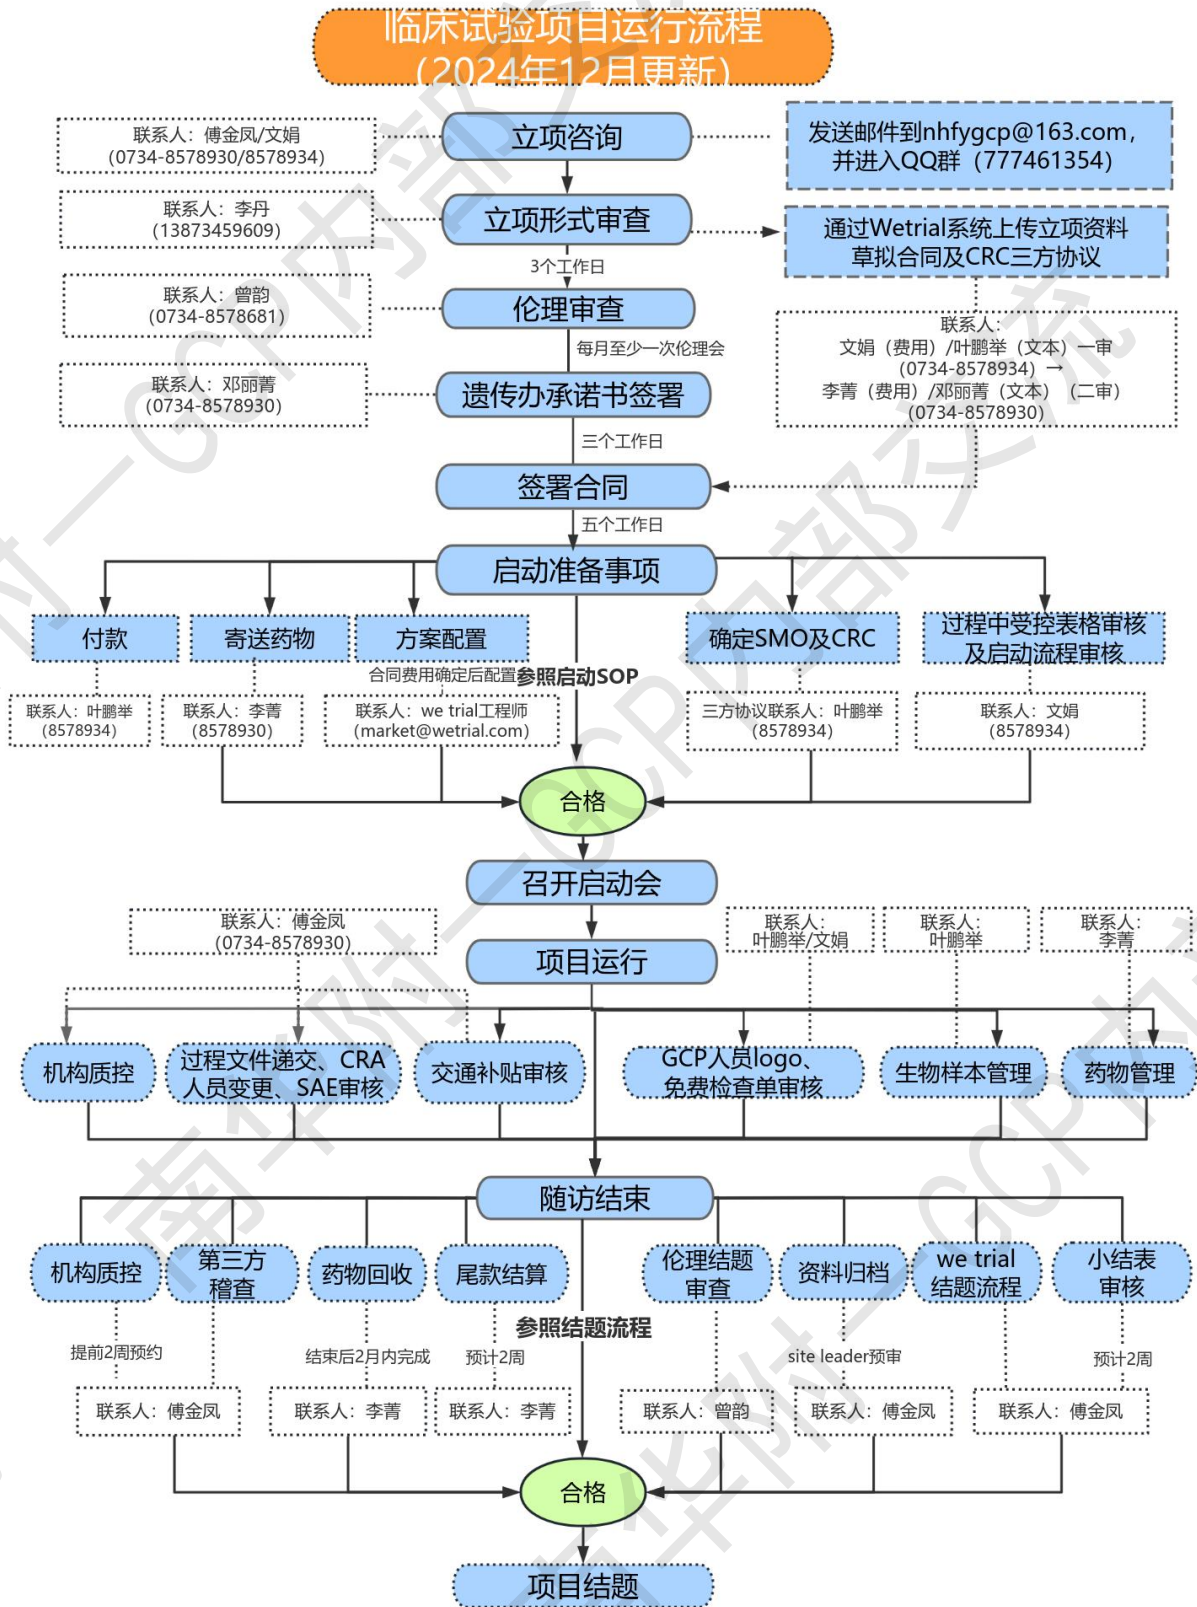 临床试验项目运行流程
（2024年12月更新）
联系人：傅金凤/文娟
（0734-8578930/8578934）
立项咨询
发送邮件到nhfygcp@163.com，
并进入QQ群（777461354）
联系人：李丹
（13873459609）
立项形式审查
通过Wetrial系统上传立项资料
草拟合同及CRC三方协议
3个工作日
联系人：曾韵
（0734-8578681）
伦理审查
联系人：
文娟（费用）/叶鹏举（文本）一审
（0734-8578934）→
李菁（费用）/邓丽菁（文本）（二审）
（0734-8578930）
每月至少一次伦理会
联系人：邓丽菁
（0734-8578930）
遗传办承诺书签署
三个工作日
签署合同
五个工作日
启动准备事项
付款
寄送药物
方案配置
确定SMO及CRC
过程中受控表格审核
及启动流程审核
合同费用确定后配置
参照启动SOP
联系人：叶鹏举
（8578934）
联系人：李菁
（8578930）
联系人：we trial工程师
（market@wetrial.com）
三方协议联系人：叶鹏举
（8578934）
联系人：文娟
（8578934）
合格
召开启动会
联系人：傅金凤
（0734-8578930）
联系人：
叶鹏举/文娟
联系人：
叶鹏举
联系人：
李菁
项目运行
机构质控
过程文件递交、CRA
人员变更、SAE审核
交通补贴审核
GCP人员logo、
免费检查单审核
生物样本管理
药物管理
随访结束
机构质控
第三方
稽查
药物回收
尾款结算
伦理结题
审查
资料归档
we trial
结题流程
小结表
审核
参照结题流程
提前2周预约
结束后2月内完成
预计2周
site leader预审
预计2周
联系人：傅金凤
联系人：李菁
联系人：李菁
联系人：曾韵
联系人：傅金凤
联系人：傅金凤
合格
项目结题
南华附一GCP内部交流